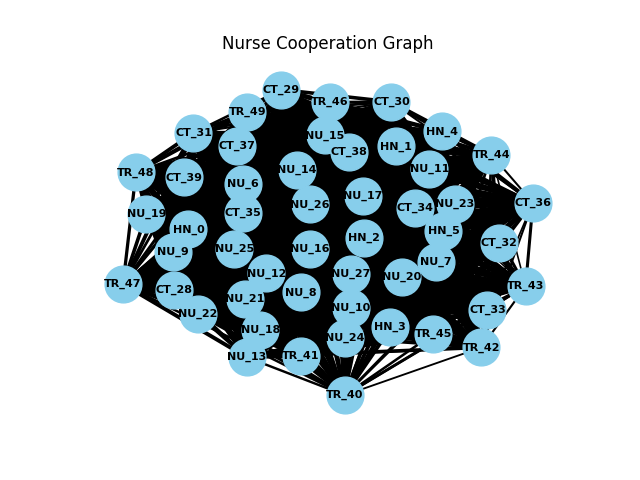 Nurse Cooperation Graph
CT_29
TR_46
CT_30
TR_49
CT_31
NU_15
HN_4
CT_37
HN_1
CT_38
TR_44
NU_11
NU_14
TR_48
CT_39
NU_6
NU_17
CT_36
NU_26
NU_23
CT_34
NU_19
CT_35
HN_0
HN_5
HN_2
CT_32
NU_9
NU_25
NU_16
NU_7
NU_12
NU_27
NU_20
TR_47
TR_43
CT_28
NU_8
NU_21
NU_10
CT_33
NU_22
HN_3
NU_18
TR_45
NU_24
TR_42
NU_13
TR_41
TR_40